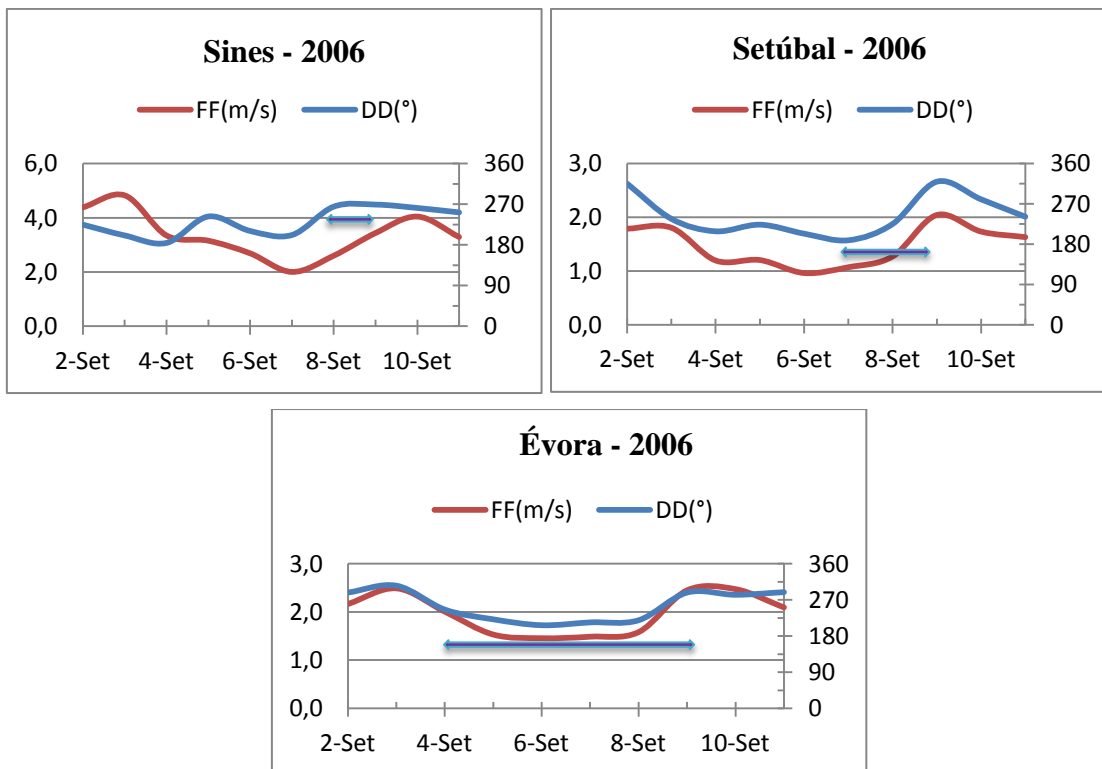 Sines - 2006
FF(m/s) DD(°)
6,0 360
270
4,0
180
2,0
90
0,0 0
2-Set 4-Set 6-Set 8-Set 10-Set
Setúbal - 2006
FF(m/s) DD(°)
3,0 360
270
2,0
180
1,0
90
0,0 0
2-Set 4-Set 6-Set 8-Set 10-Set
Évora - 2006
FF(m/s) DD(°)
3,0 360
270
2,0
180
1,0
90
0,0 0
2-Set 4-Set 6-Set 8-Set 10-Set